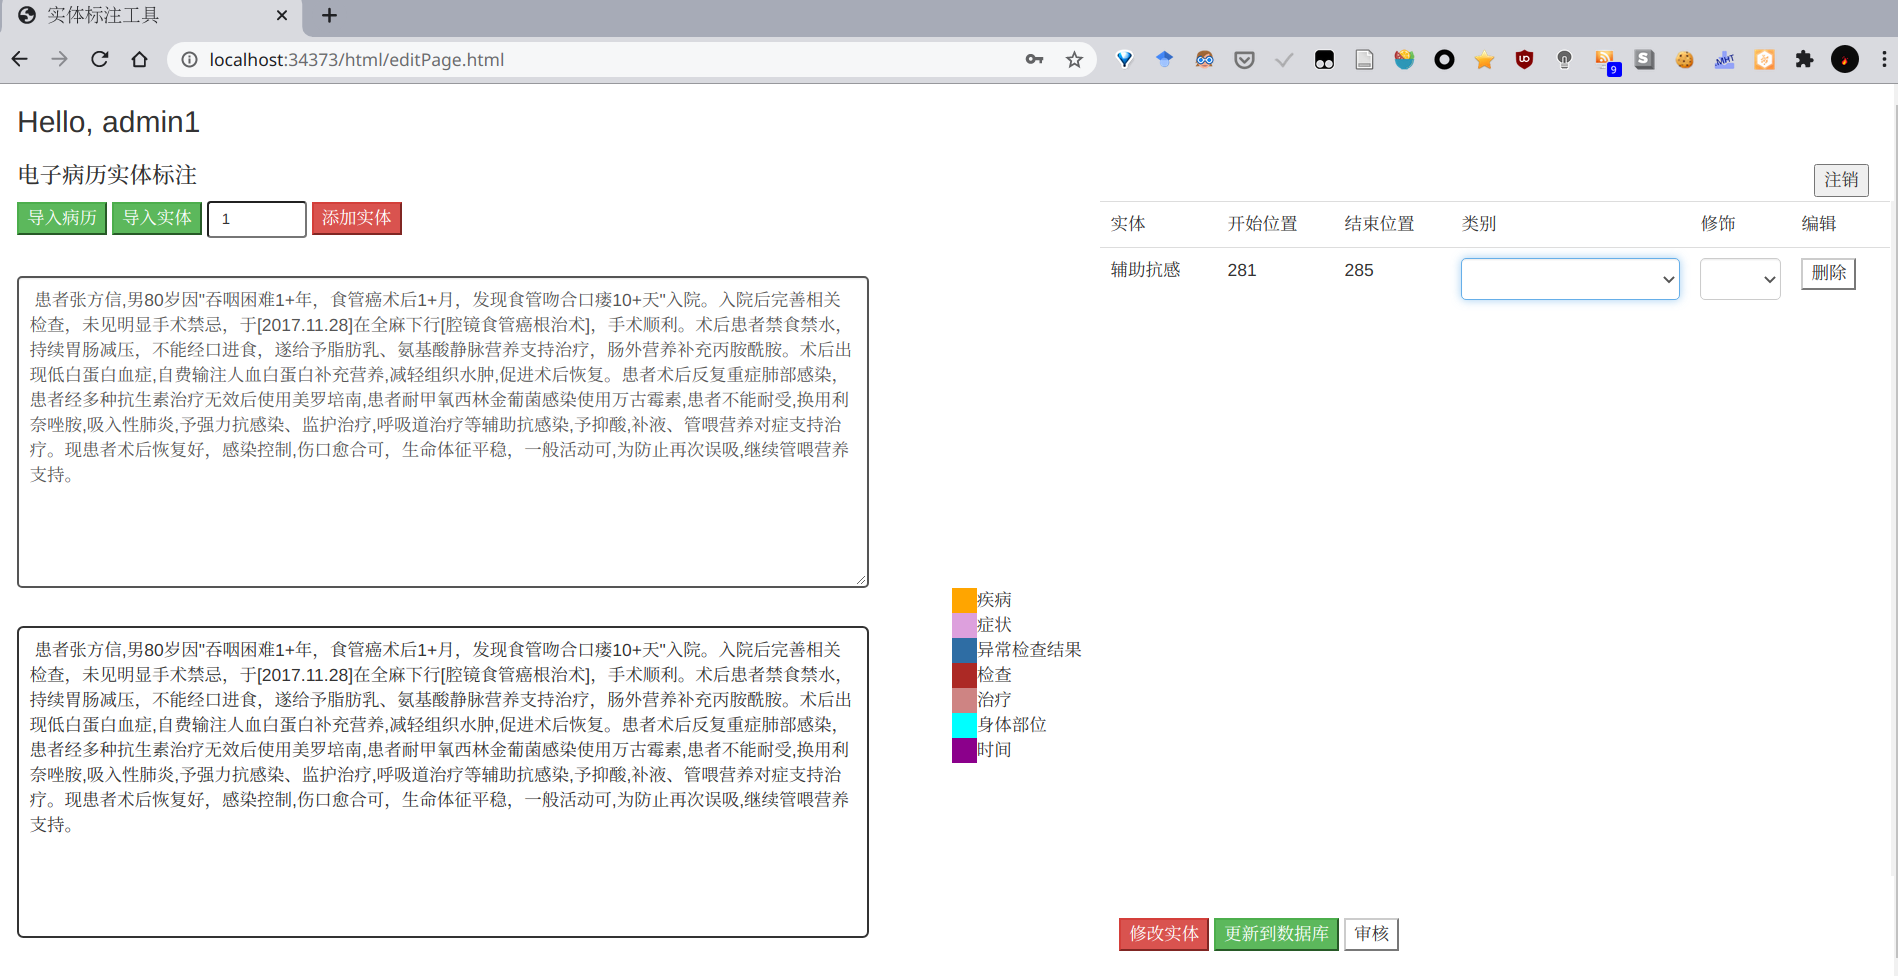 实体标注工具
localhost:34373/html/editPage.html
9
Hello, admin1
电子病历实体标注
注销
导入病历 导入实体 1 添加实体
实体 开始位置 结束位置 类别 修饰 编辑
辅助抗感 281 285 删除
患者张方信,男80岁因"吞咽困难1+年，食管癌术后1+月，发现食管吻合口瘘10+天"入院。入院后完善相关
检查，未见明显手术禁忌，于[2017.11.28]在全麻下行[腔镜食管癌根治术]，手术顺利。术后患者禁食禁水，
持续胃肠减压，不能经口进食，遂给予脂肪乳、氨基酸静脉营养支持治疗，肠外营养补充丙胺酰胺。术后出
现低白蛋白血症,自费输注人血白蛋白补充营养,减轻组织水肿,促进术后恢复。患者术后反复重症肺部感染，
患者经多种抗生素治疗无效后使用美罗培南,患者耐甲氧西林金葡菌感染使用万古霉素,患者不能耐受,换用利
奈唑胺,吸入性肺炎,予强力抗感染、监护治疗,呼吸道治疗等辅助抗感染,予抑酸,补液、管喂营养对症支持治
疗。现患者术后恢复好，感染控制,伤口愈合可，生命体征平稳，一般活动可,为防止再次误吸,继续管喂营养
支持。
患者张方信,男80岁因"吞咽困难1+年，食管癌术后1+月，发现食管吻合口瘘10+天"入院。入院后完善相关
检查，未见明显手术禁忌，于[2017.11.28]在全麻下行[腔镜食管癌根治术]，手术顺利。术后患者禁食禁水，
持续胃肠减压，不能经口进食，遂给予脂肪乳、氨基酸静脉营养支持治疗，肠外营养补充丙胺酰胺。术后出
现低白蛋白血症,自费输注人血白蛋白补充营养,减轻组织水肿,促进术后恢复。患者术后反复重症肺部感染，
患者经多种抗生素治疗无效后使用美罗培南,患者耐甲氧西林金葡菌感染使用万古霉素,患者不能耐受,换用利
奈唑胺,吸入性肺炎,予强力抗感染、监护治疗,呼吸道治疗等辅助抗感染,予抑酸,补液、管喂营养对症支持治
疗。现患者术后恢复好，感染控制,伤口愈合可，生命体征平稳，一般活动可,为防止再次误吸,继续管喂营养
支持。
疾病
症状
异常检查结果
检查
治疗
身体部位
时间
修改实体 更新到数据库 审核